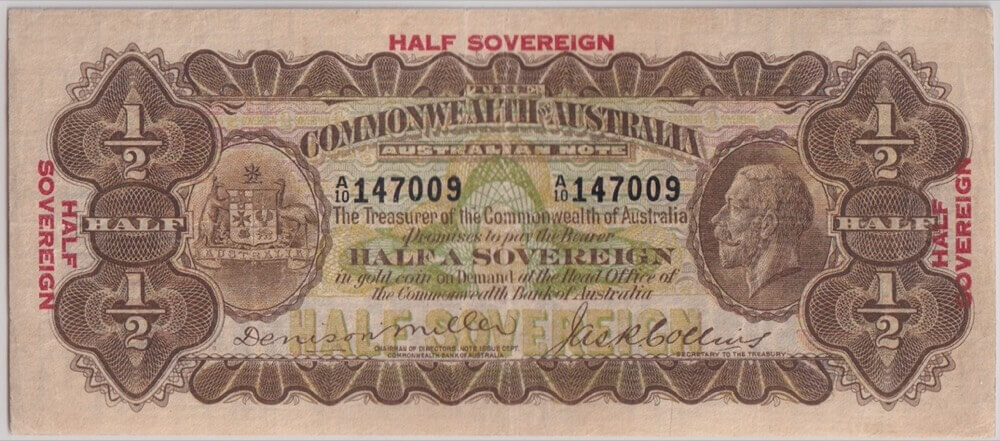 HALF SOVEREIGN
THE
COMMONWEALTH OF AUSTRALIA
AUSTRALIAN NOTE
1/2
1/2
A/10 147009
A/10 147009
HALF SOVEREIGN
HALF
AUSTRALIA
The Treasurer of the Commonwealth of Australia
Promises to pay the Bearer
HALF A SOVEREIGN
in gold coin on Demand at the Head Office of
the Commonwealth Bank of Australia
HALF
HALF SOVEREIGN
1/2
1/2
HALF SOVEREIGN
Denison Miller
Jas R Collins
CHAIRMAN OF DIRECTORS, NOTE ISSUE DEPT.
COMMONWEALTH BANK OF AUSTRALIA
SECRETARY TO THE TREASURY